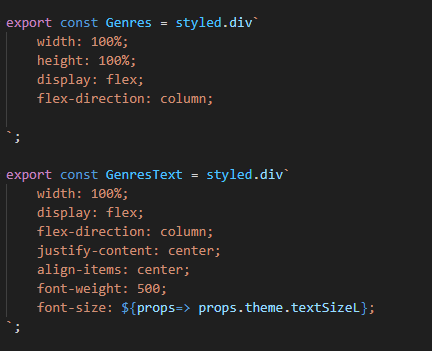 export const Genres = styled.div`
    width: 100%;
    height: 100%;
    display: flex;
    flex-direction: column;

`;

export const GenresText = styled.div`
    width: 100%;
    display: flex;
    flex-direction: column;
    justify-content: center;
    align-items: center;
    font-weight: 500;
    font-size: ${props=> props.theme.textSizeL};
`;